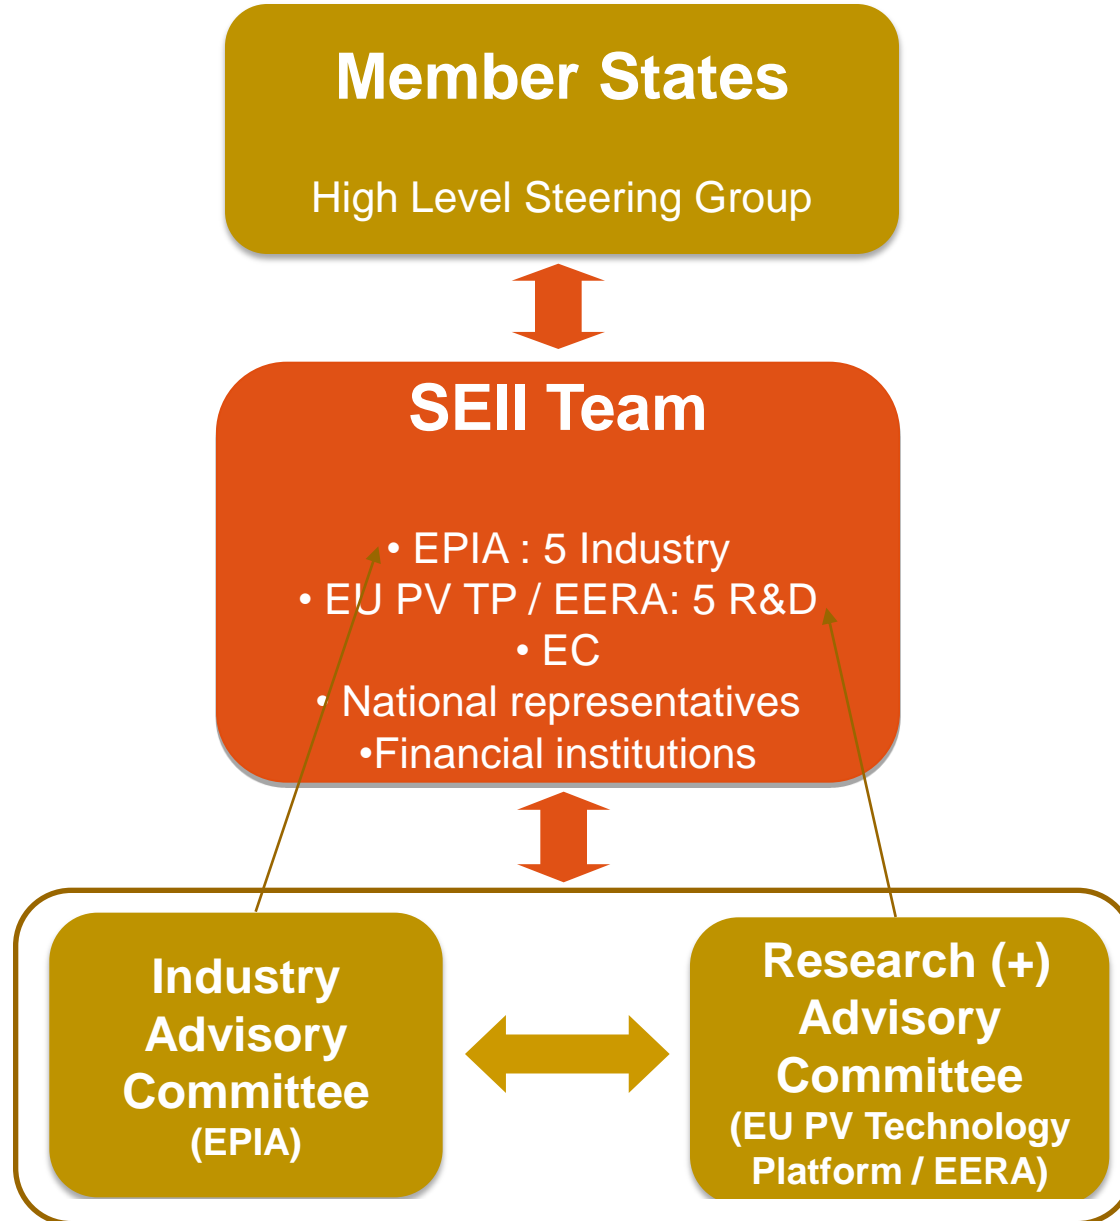 Member States
High Level Steering Group
SEII Team
• EPIA : 5 Industry
• EU PV TP / EERA: 5 R&D
• EC
• National representatives
•Financial institutions
Industry
Advisory
Committee
(EPIA)
Research (+)
Advisory
Committee
(EU PV Technology
Platform / EERA)